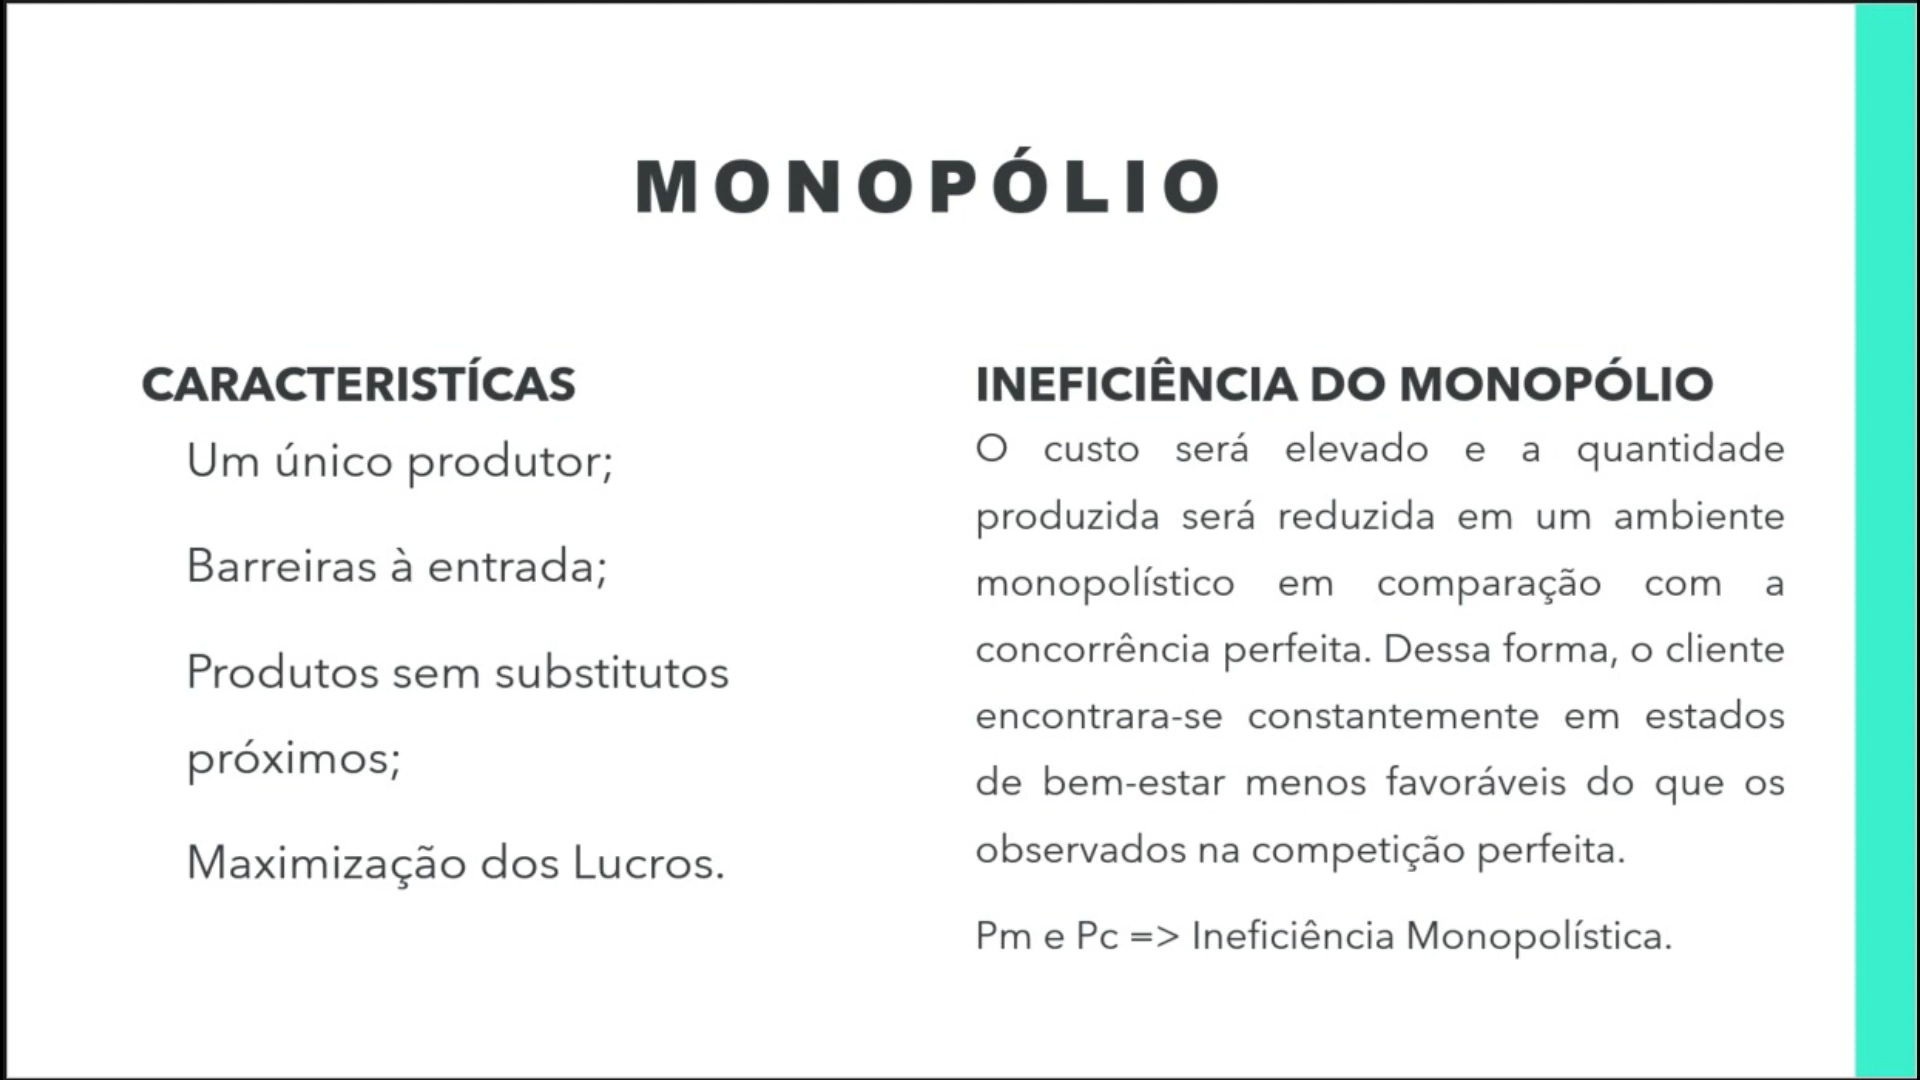 MONOPÓLIO
CARACTERISTÍCAS
Um único produtor;
Barreiras à entrada;
Produtos sem substitutos
próximos;
Maximização dos Lucros.
INEFICIÊNCIA DO MONOPÓLIO
O custo será elevado e a quantidade
produzida será reduzida em um ambiente
monopolístico em comparação com a
concorrência perfeita. Dessa forma, o cliente
encontrara-se constantemente em estados
de bem-estar menos favoráveis do que os
observados na competição perfeita.
Pm e Pc => Ineficiência Monopolística.